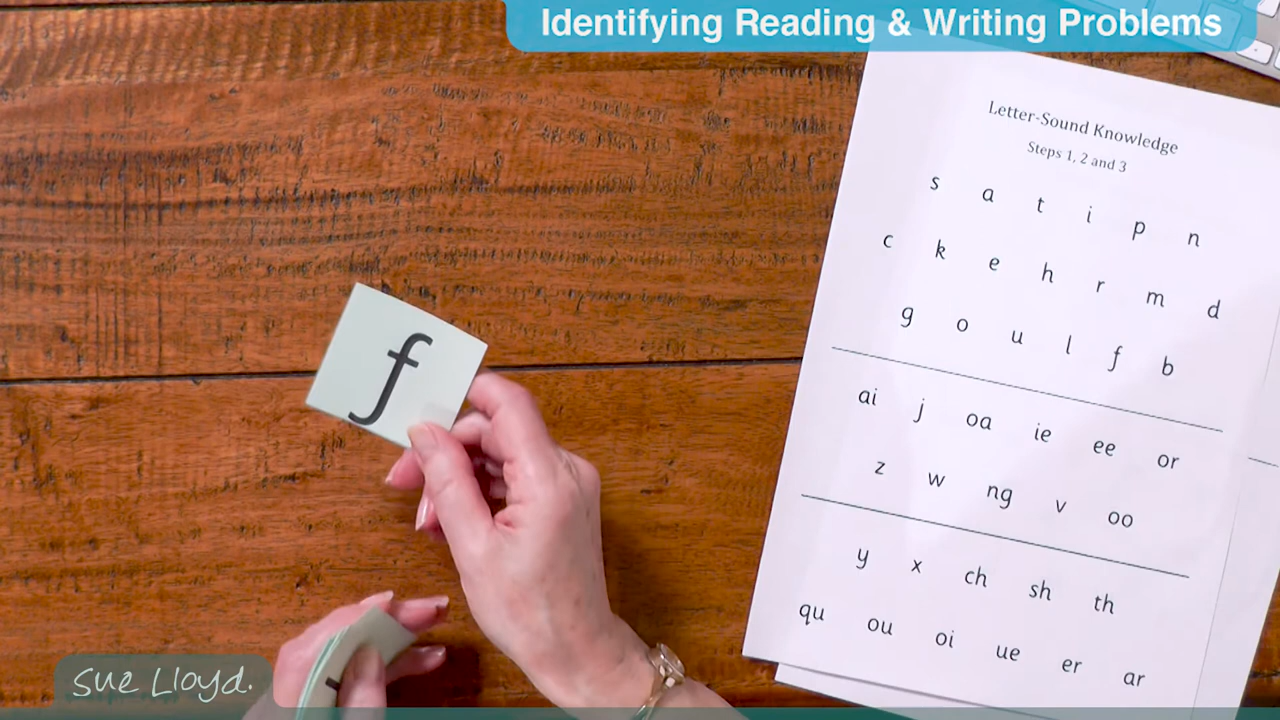 Identifying Reading & Writing Problems
Letter-Sound Knowledge
Steps 1, 2 and 3
s a t i p n
c k e h r m d
g o u l f b
ai j oa ie ee or
z w ng v oo
y x ch sh th
qu ou oi ue er ar
f
Sue Lloyd.